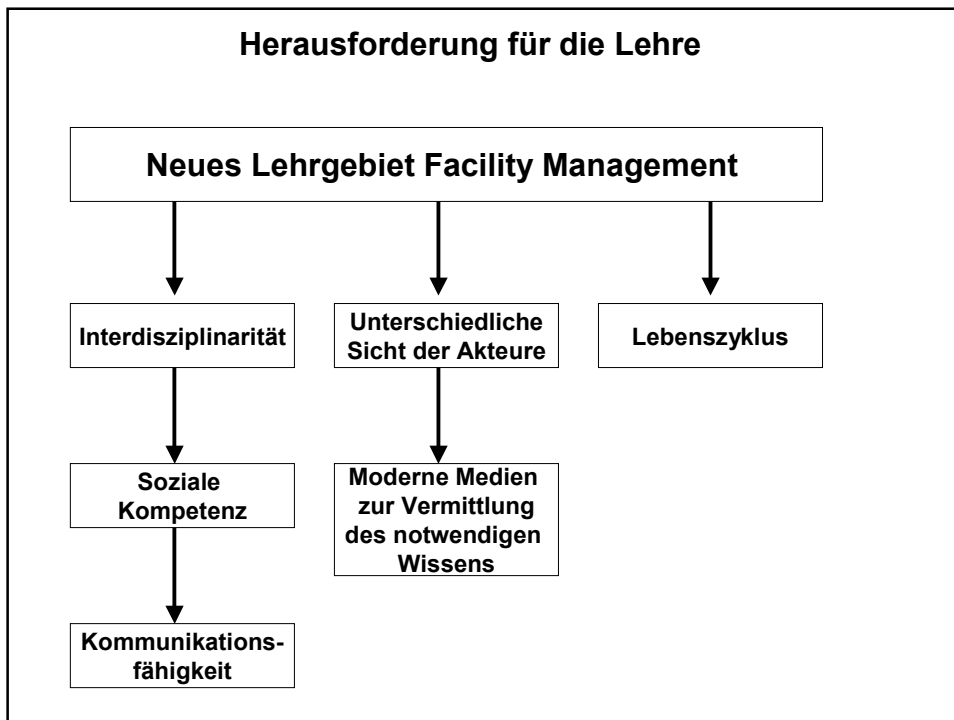 Herausforderung für die Lehre
Neues Lehrgebiet Facility Management
Interdisziplinarität
Unterschiedliche
Sicht der Akteure
Lebenszyklus
Soziale
Kompetenz
Moderne Medien
zur Vermittlung
des notwendigen
Wissens
Kommunikations-
fähigkeit